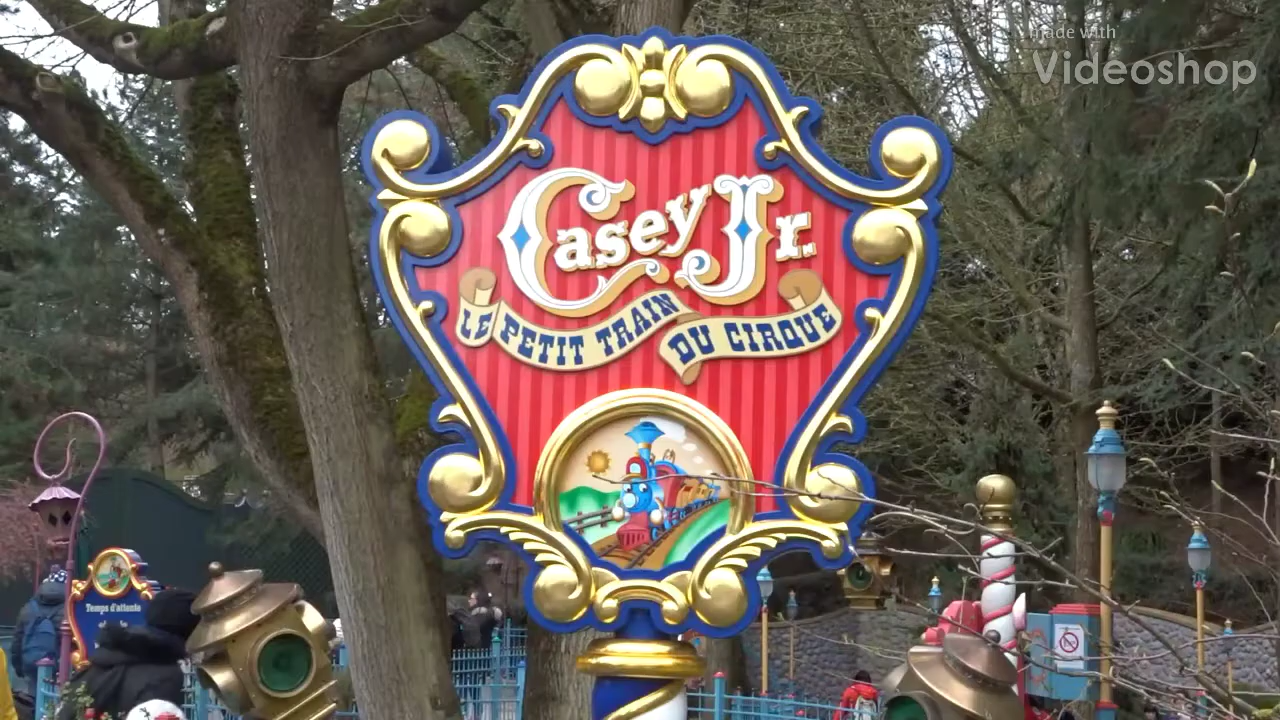 made with
Videoshop
Casey Jr.
LE PETIT TRAIN DU CIRQUE
Temps d'attente